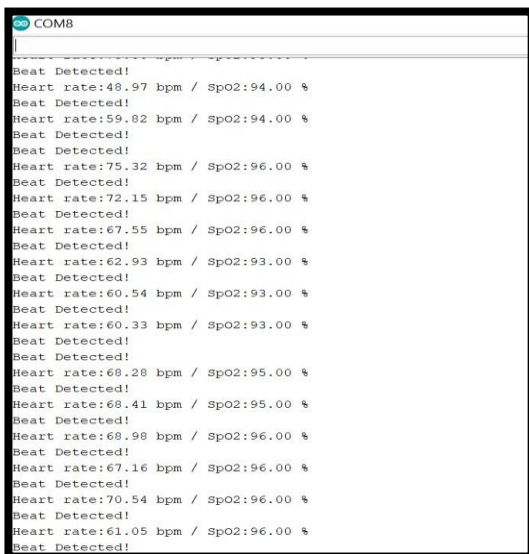 COM8
Beat Detected!
Heart rate:48.97 bpm / SpO2:94.00 %
Beat Detected!
Heart rate:59.82 bpm / SpO2:94.00 %
Beat Detected!
Beat Detected!
Heart rate:75.32 bpm / SpO2:96.00 %
Beat Detected!
Heart rate:72.15 bpm / SpO2:96.00 %
Beat Detected!
Heart rate:67.55 bpm / SpO2:96.00 %
Beat Detected!
Heart rate:62.93 bpm / SpO2:93.00 %
Beat Detected!
Heart rate:60.54 bpm / SpO2:93.00 %
Beat Detected!
Heart rate:60.33 bpm / SpO2:93.00 %
Beat Detected!
Beat Detected!
Heart rate:68.28 bpm / SpO2:95.00 %
Beat Detected!
Heart rate:68.41 bpm / SpO2:95.00 %
Beat Detected!
Heart rate:68.98 bpm / SpO2:96.00 %
Beat Detected!
Heart rate:67.16 bpm / SpO2:96.00 %
Beat Detected!
Heart rate:70.54 bpm / SpO2:96.00 %
Beat Detected!
Heart rate:61.05 bpm / SpO2:96.00 %
Beat Detected!